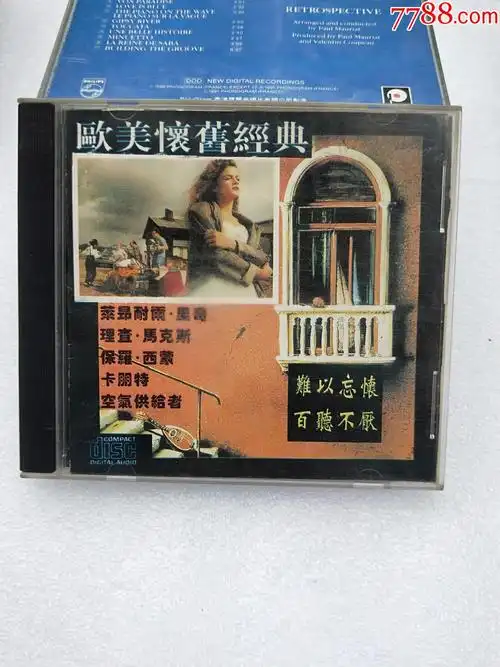 7788.com
VON PARADISE
LOVE IS BLUE
THE PIANO ON THE WAVE
LE PIANO SUR LA VAGUE
GIPSY RIVER
TOCCATA
UNE BELLE HISTOIRE
MINUETTO
LA REINE DE SABA
BUILDING THE GROOVE
RETROSPECTIVE
Arranged and conducted
by Paul Mauriat
Produced by Paul Mauriat
and Valentin Coupeau
DDD NEW DIGITAL RECORDINGS
歐美懷舊經典
萊昂耐爾·里奇
理查·馬克斯
保羅·西蒙
卡朋特
空氣供給者
難以忘懷
百聽不厭
COMPACT
disc
DIGITAL AUDIO